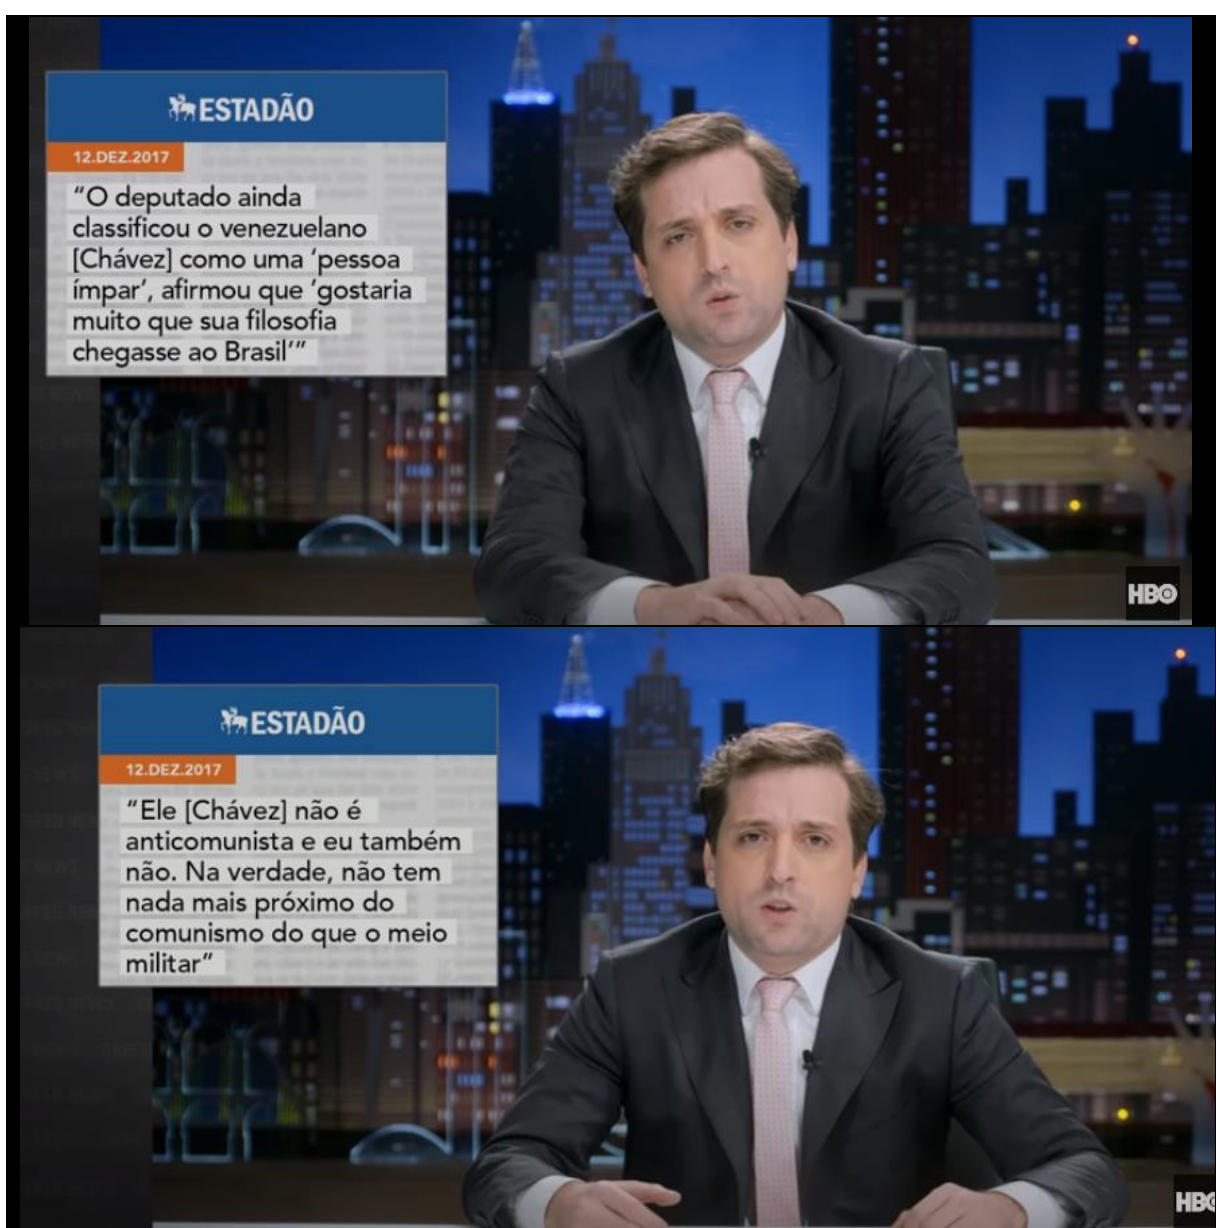 ESTADÃO
12.DEZ.2017
“O deputado ainda
classificou o venezuelano
[Chávez] como uma ‘pessoa
ímpar’, afirmou que ‘gostaria
muito que sua filosofia
chegasse ao Brasil’”
HBO
ESTADÃO
12.DEZ.2017
“Ele [Chávez] não é
anticomunista e eu também
não. Na verdade, não tem
nada mais próximo do
comunismo do que o meio
militar”
HBO